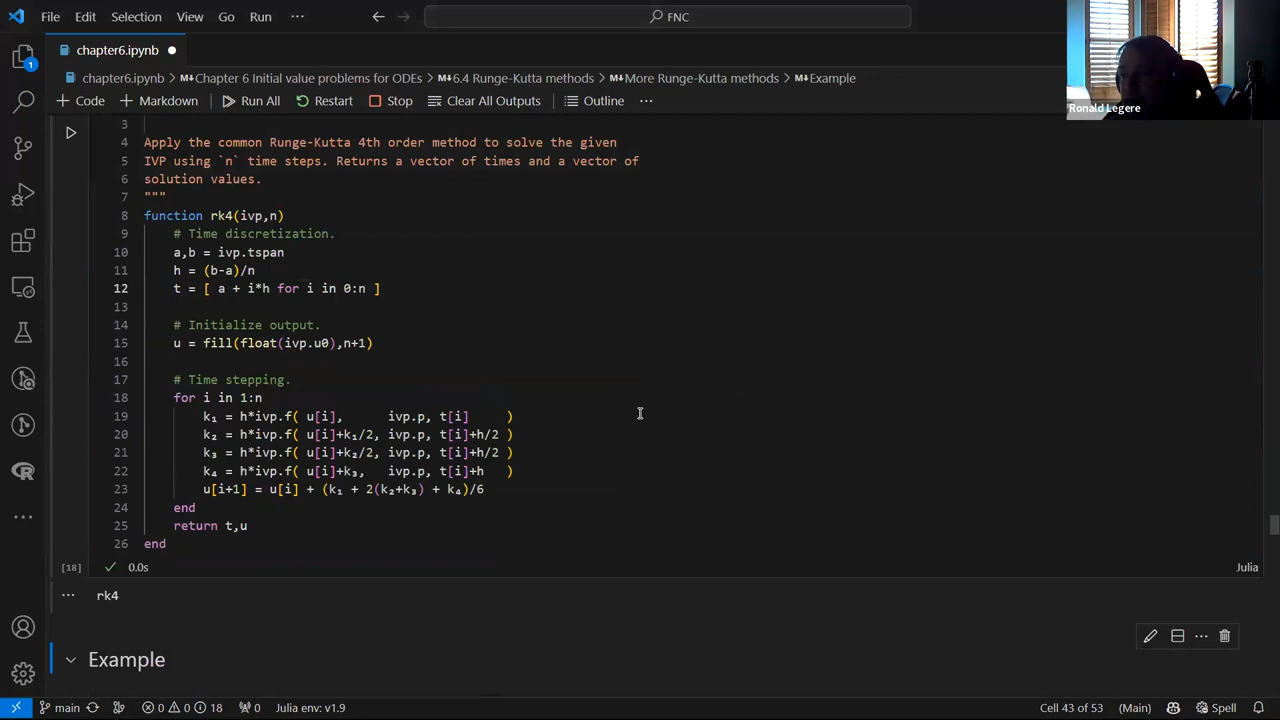 File Edit Selection View Run ···
Ronald Legere
chapter6.ipynb
chapter6.ipynb > Chapter 6. Initial value problems for ODEs > 6.4 Runge-Kutta methods > More Runge-Kutta methods > Example
+ Code + Markdown Run All Restart Clear All Outputs Outline ···
3
4 Apply the common Runge-Kutta 4th order method to solve the given
5 IVP using `n` time steps. Returns a vector of times and a vector of
6 solution values.
7 """
8 function rk4(ivp,n)
9 # Time discretization.
10 a,b = ivp.tspan
11 h = (b-a)/n
12 t = [ a + i*h for i in 0:n ]
13
14 # Initialize output.
15 u = fill(float(ivp.u0),n+1)
16
17 # Time stepping.
18 for i in 1:n
19 k₁ = h*ivp.f( u[i], ivp.p, t[i] )
20 k₂ = h*ivp.f( u[i]+k₁/2, ivp.p, t[i]+h/2 )
21 k₃ = h*ivp.f( u[i]+k₂/2, ivp.p, t[i]+h/2 )
22 k₄ = h*ivp.f( u[i]+k₃, ivp.p, t[i]+h )
23 u[i+1] = u[i] + (k₁ + 2(k₂+k₃) + k₄)/6
24 end
25 return t,u
26 end
[18] ✓ 0.0s Julia
··· rk4
Example
main 0 0 18 0 Julia env: v1.9 Cell 43 of 53 (Main) Spell